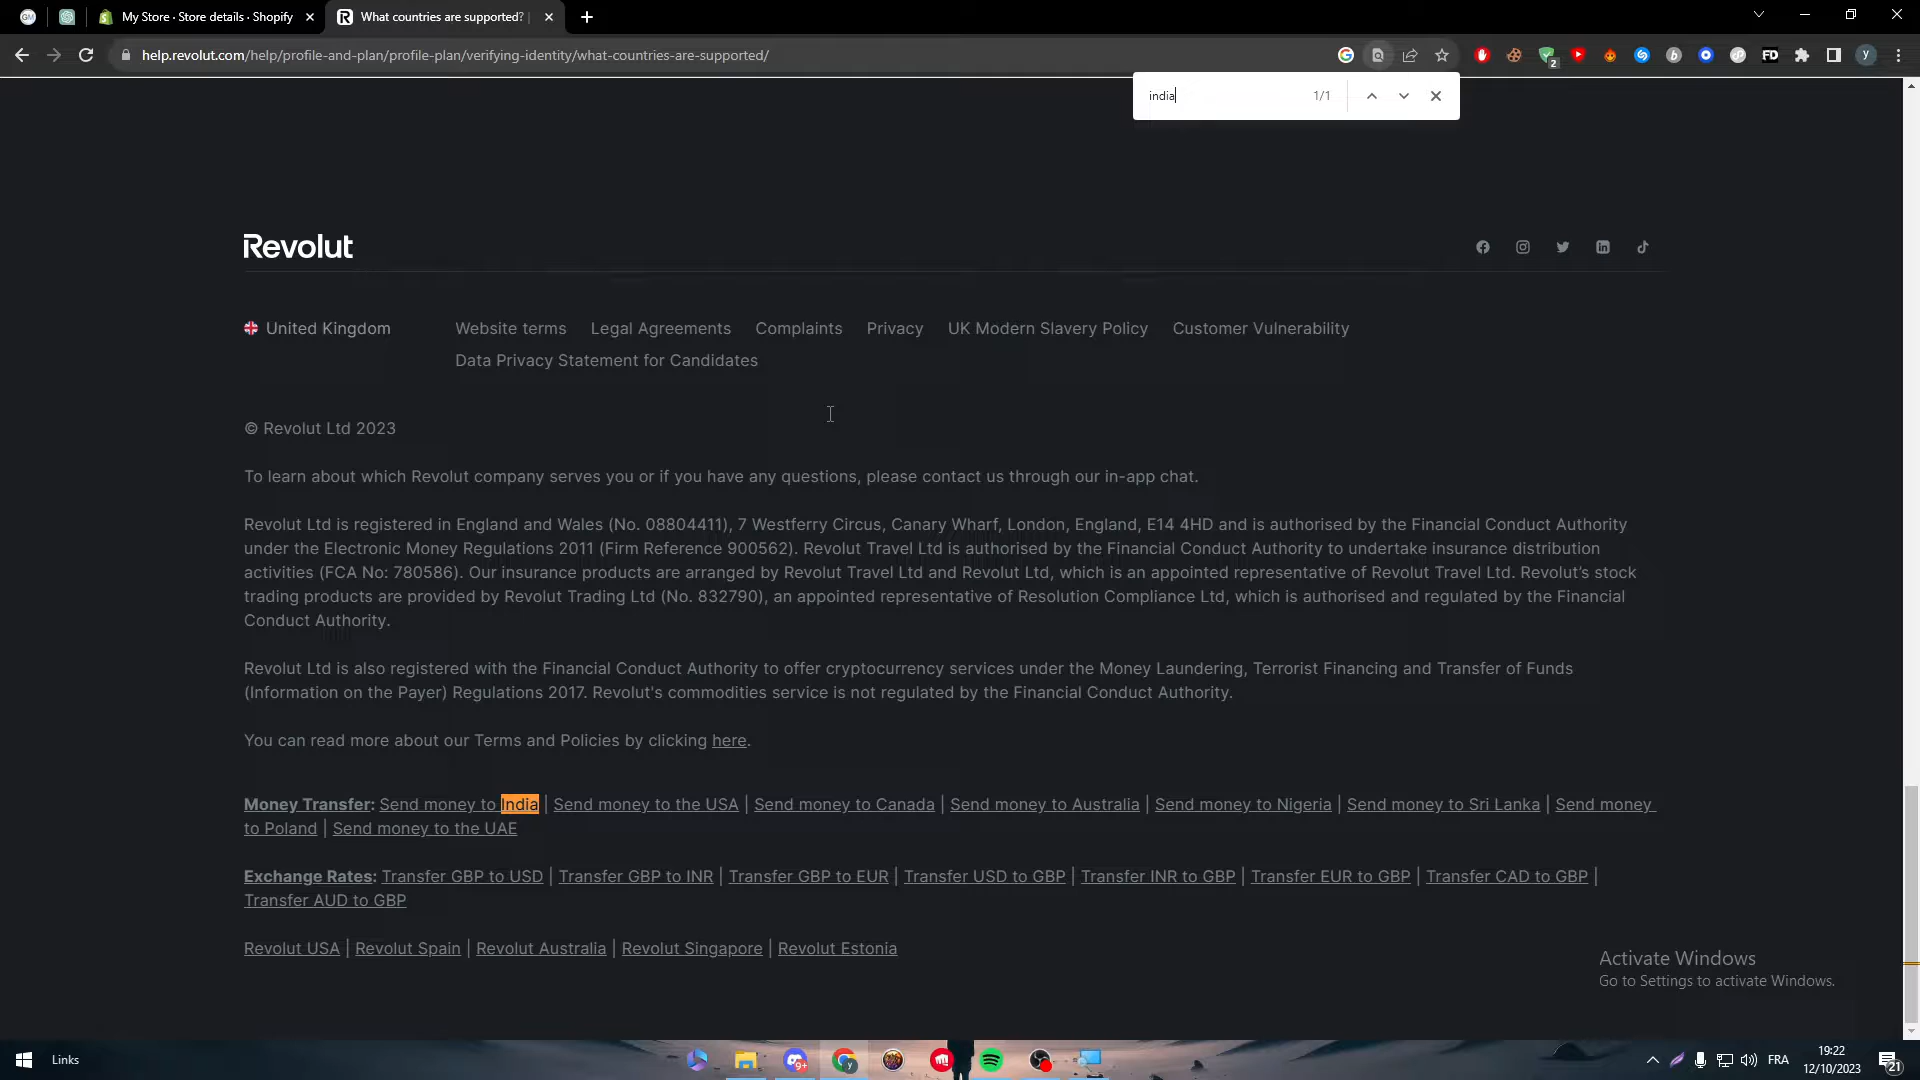 My Store · Store details · Shopify
What countries are supported? |
help.revolut.com/help/profile-and-plan/profile-plan/verifying-identity/what-countries-are-supported/
india
1/1
Revolut
United Kingdom
Website terms Legal Agreements Complaints Privacy UK Modern Slavery Policy Customer Vulnerability
Data Privacy Statement for Candidates
© Revolut Ltd 2023
To learn about which Revolut company serves you or if you have any questions, please contact us through our in-app chat.
Revolut Ltd is registered in England and Wales (No. 08804411), 7 Westferry Circus, Canary Wharf, London, England, E14 4HD and is authorised by the Financial Conduct Authority
under the Electronic Money Regulations 2011 (Firm Reference 900562). Revolut Travel Ltd is authorised by the Financial Conduct Authority to undertake insurance distribution
activities (FCA No: 780586). Our insurance products are arranged by Revolut Travel Ltd and Revolut Ltd, which is an appointed representative of Revolut Travel Ltd. Revolut's stock
trading products are provided by Revolut Trading Ltd (No. 832790), an appointed representative of Resolution Compliance Ltd, which is authorised and regulated by the Financial
Conduct Authority.
Revolut Ltd is also registered with the Financial Conduct Authority to offer cryptocurrency services under the Money Laundering, Terrorist Financing and Transfer of Funds
(Information on the Payer) Regulations 2017. Revolut's commodities service is not regulated by the Financial Conduct Authority.
You can read more about our Terms and Policies by clicking here.
Money Transfer: Send money to India | Send money to the USA | Send money to Canada | Send money to Australia | Send money to Nigeria | Send money to Sri Lanka | Send money
to Poland | Send money to the UAE
Exchange Rates: Transfer GBP to USD | Transfer GBP to INR | Transfer GBP to EUR | Transfer USD to GBP | Transfer INR to GBP | Transfer EUR to GBP | Transfer CAD to GBP |
Transfer AUD to GBP
Revolut USA | Revolut Spain | Revolut Australia | Revolut Singapore | Revolut Estonia
Activate Windows
Go to Settings to activate Windows.
Links
FRA
19:22
12/10/2023
21